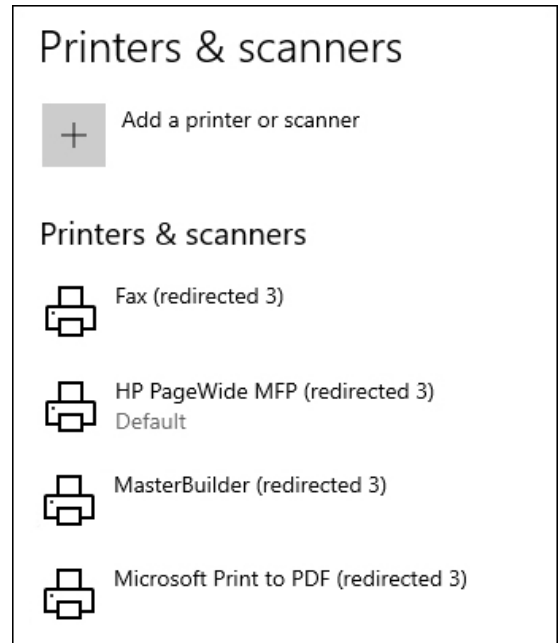 Printers & scanners
Add a printer or scanner
Printers & scanners
Fax (redirected 3)
HP PageWide MFP (redirected 3)
Default
MasterBuilder (redirected 3)
Microsoft Print to PDF (redirected 3)